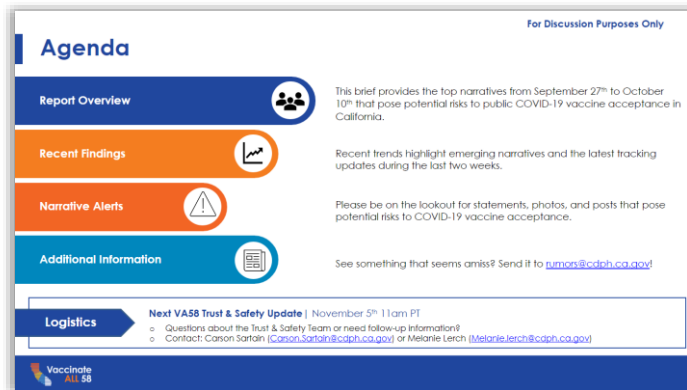 For Discussion Purposes Only
Agenda
Report Overview
This brief provides the top narratives from September 27th to October
10th that pose potential risks to public COVID-19 vaccine acceptance in
California.
Recent Findings
Recent trends highlight emerging narratives and the latest tracking
updates during the last two weeks.
Narrative Alerts
Please be on the lookout for statements, photos, and posts that pose
potential risks to COVID-19 vaccine acceptance.
Additional Information
See something that seems amiss? Send it to rumors@cdph.ca.gov!
Logistics
Next VA58 Trust & Safety Update | November 5th 11am PT
o Questions about the Trust & Safety Team or need follow-up information?
o Contact: Carson Sartain (Carson.Sartain@cdph.ca.gov) or Melanie Lerch (Melanie.lerch@cdph.ca.gov)
Vaccinate
ALL 58